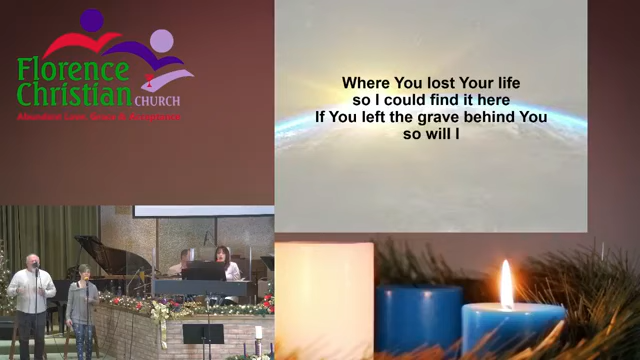 Florence
Christian
CHURCH
Where You lost Your life
so I could find it here
If You left the grave behind You
so will I